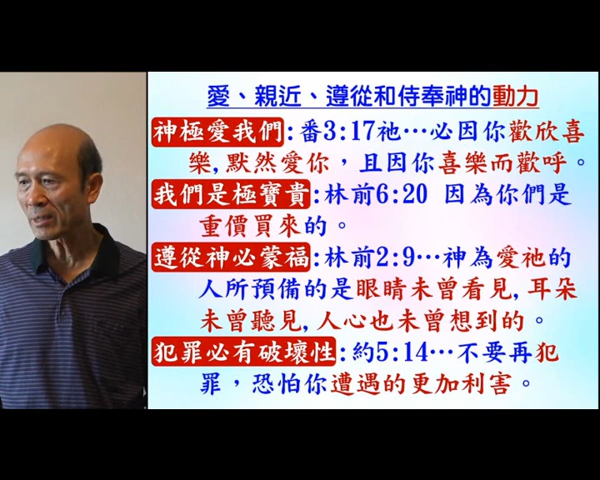 愛、親近、遵從和侍奉神的動力
神極愛我們:番3:17祂…必因你歡欣喜
樂,默然愛你，且因你喜樂而歡呼。
我們是極寶貴:林前6:20 因為你們是
重價買來的。
遵從神必蒙福:林前2:9…神為愛祂的
人所預備的是眼睛未曾看見,耳朵
未曾聽見,人心也未曾想到的。
犯罪必有破壞性:約5:14…不要再犯
罪，恐怕你遭遇的更加利害。